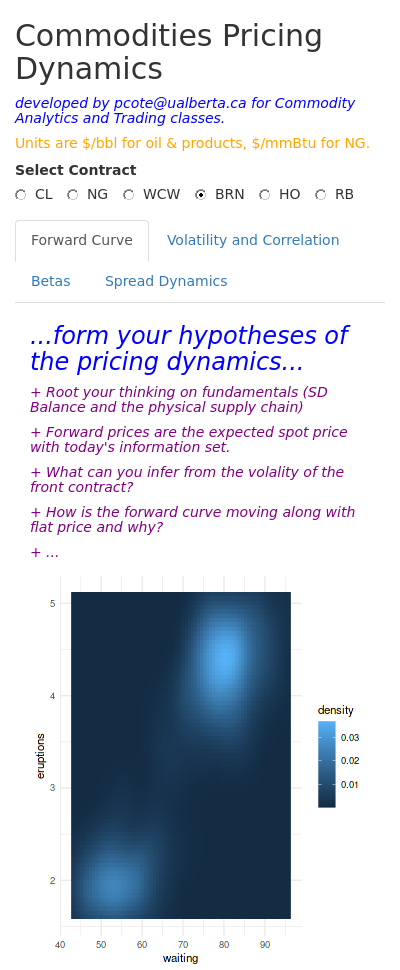 Commodities Pricing
Dynamics
developed by pcote@ualberta.ca for Commodity
Analytics and Trading classes.
Units are $/bbl for oil & products, $/mmBtu for NG.
Select Contract
CL NG WCW BRN HO RB
Forward Curve Volatility and Correlation
Betas Spread Dynamics
...form your hypotheses of
the pricing dynamics...
+ Root your thinking on fundamentals (SD
Balance and the physical supply chain)
+ Forward prices are the expected spot price
with today's information set.
+ What can you infer from the volality of the
front contract?
+ How is the forward curve moving along with
flat price and why?
+ ...
5
4
3
2
eruptions
40 50 60 70 80 90
waiting
density
0.03
0.02
0.01